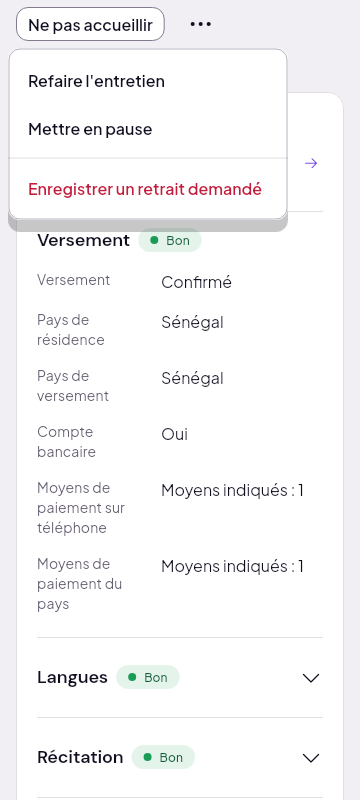 Ne pas accueillir
Refaire l'entretien
Mettre en pause
Enregistrer un retrait demandé
Versement Bon
Versement Confirmé
Pays de résidence Sénégal
Pays de versement Sénégal
Compte bancaire Oui
Moyens de paiement sur téléphone Moyens indiqués : 1
Moyens de paiement du pays Moyens indiqués : 1
Langues Bon
Récitation Bon